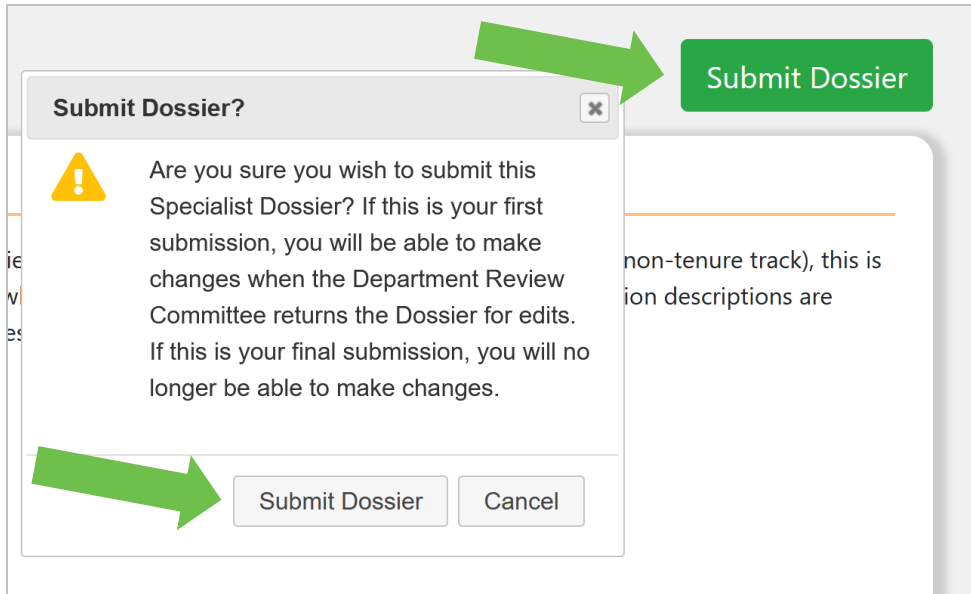 Submit Dossier
Submit Dossier?
Are you sure you wish to submit this
Specialist Dossier? If this is your first
submission, you will be able to make
changes when the Department Review
Committee returns the Dossier for edits.
If this is your final submission, you will no
longer be able to make changes.
Submit Dossier
Cancel
non-tenure track), this is
ion descriptions are